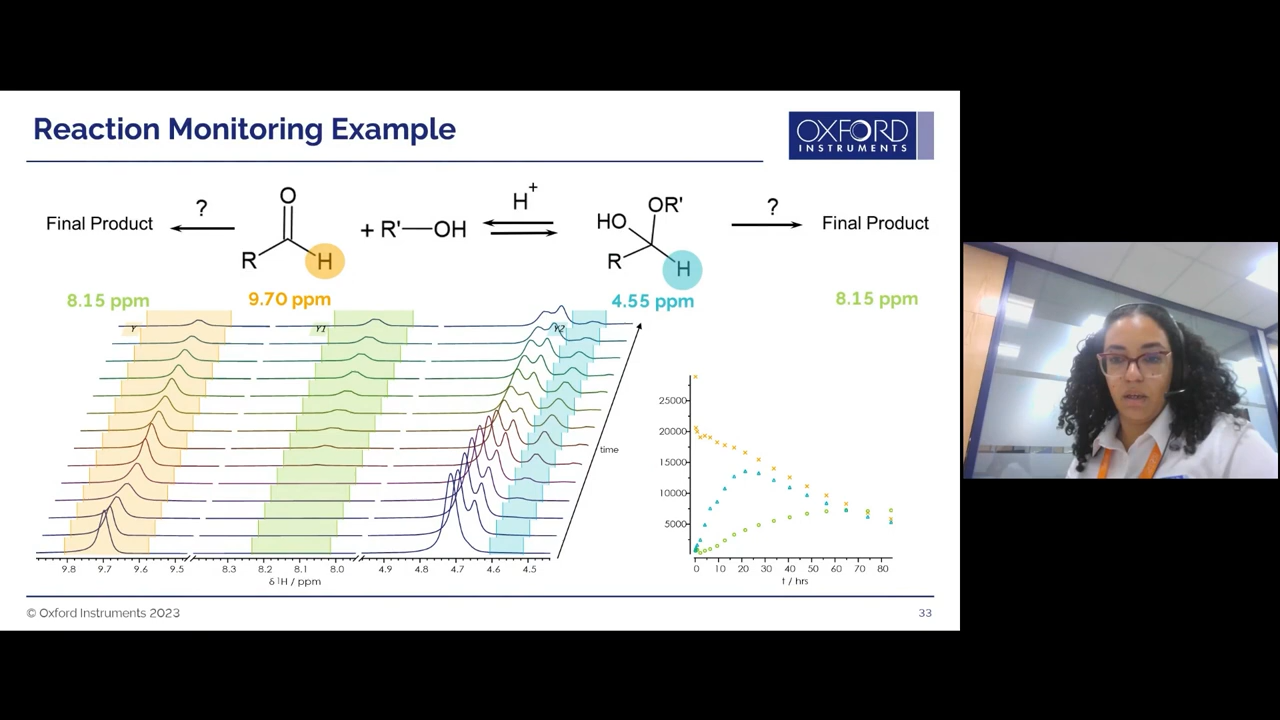 Reaction Monitoring Example
OXFORD
INSTRUMENTS
Final Product
?
O
R
H
+ R'—OH
H+
HO
OR'
R
H
?
Final Product
8.15 ppm
9.70 ppm
4.55 ppm
8.15 ppm
Y
Y1
Y2
time
9.8 9.7 9.6 9.5 8.3 8.2 8.1 8.0 4.9 4.8 4.7 4.6 4.5
δ ¹H / ppm
25000
20000
15000
10000
5000
0 10 20 30 40 50 60 70 80
t / hrs
© Oxford Instruments 2023
33